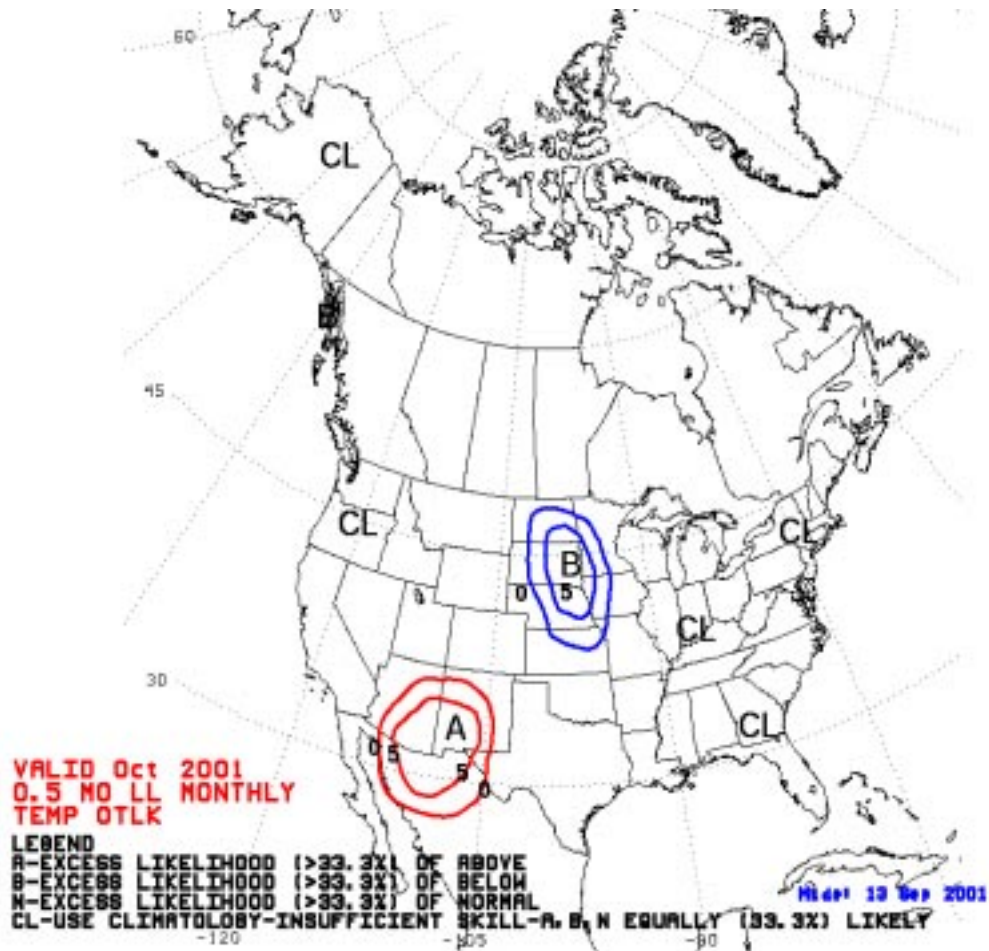 60
CL
45
CL
B
CL
0 5
CL
30
A
CL
0 5
5
0
VALID Oct 2001
0.5 MO LL MONTHLY
TEMP OTLK
LEGEND
A-EXCESS LIKELIHOOD (>33.3%) OF ABOVE
B-EXCESS LIKELIHOOD (>33.3%) OF BELOW
N-EXCESS LIKELIHOOD (>33.3%) OF NORMAL
CL-USE CLIMATOLOGY-INSUFFICIENT SKILL-A,B,N EQUALLY (33.3%) LIKELY
13 Sep 2001
-120 -105 -90